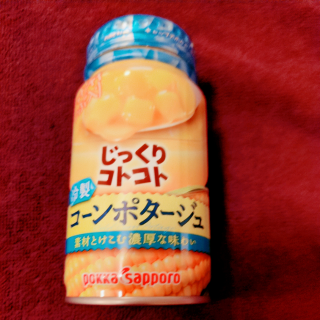 じっくり
コトコト
冷製
コーンポタージュ
素材とけこむ濃厚な味わい
pokka sapporo